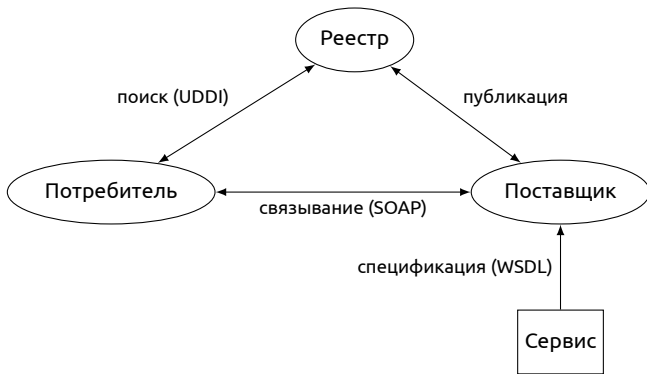 Реестр
поиск (UDDI)
публикация
Потребитель
Поставщик
связывание (SOAP)
спецификация (WSDL)
Сервис